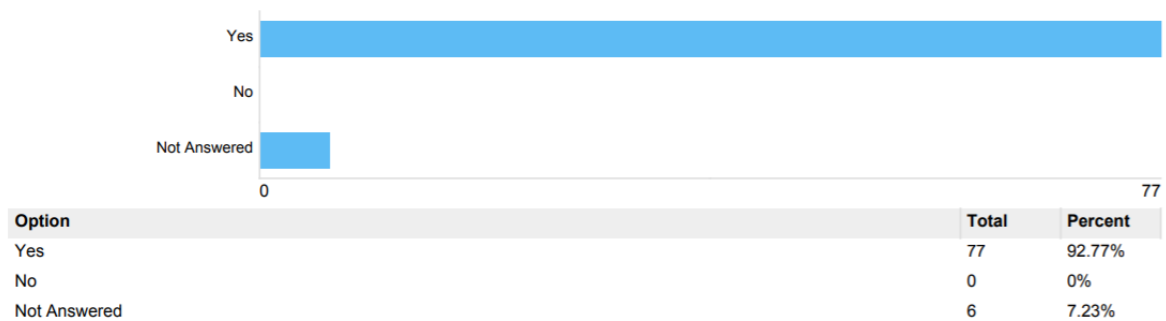 Yes
No
Not Answered
0 77
Option Total Percent
Yes 77 92.77%
No 0 0%
Not Answered 6 7.23%